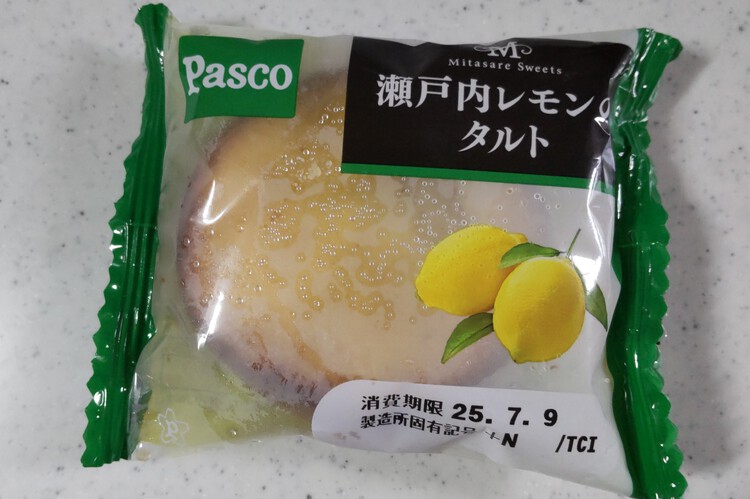 Pasco
M
Mitasare Sweets
瀬戸内レモンの
タルト
消費期限 25.7.9
製造所固有記号 +N /TCI